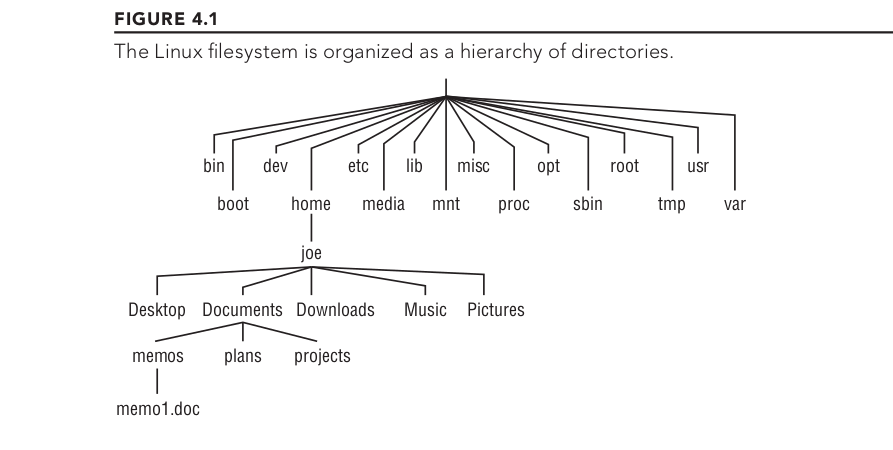 FIGURE 4.1
The Linux filesystem is organized as a hierarchy of directories.
bin dev etc lib misc opt root usr
boot home media mnt proc sbin tmp var
joe
Desktop Documents Downloads Music Pictures
memos plans projects
memo1.doc